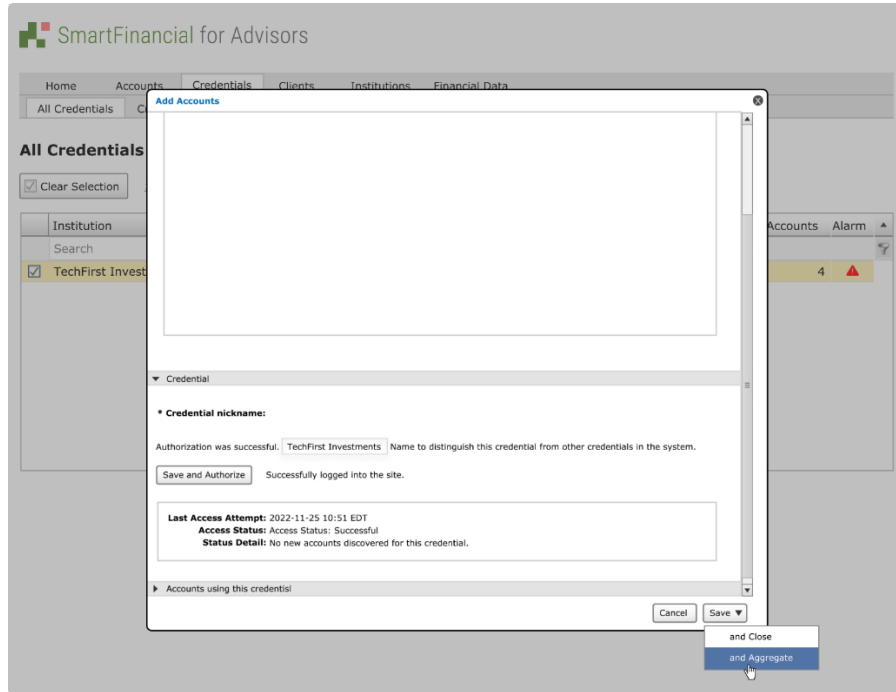 SmartFinancial for Advisors
Home Accounts Credentials Clients Institutions Financial Data
All Credentials
Add Accounts
All Credentials
Clear Selection
Institution Accounts Alarm
Search
TechFirst Invest 4
Credential
* Credential nickname:
Authorization was successful. TechFirst Investments Name to distinguish this credential from other credentials in the system.
Save and Authorize Successfully logged into the site.
Last Access Attempt: 2022-11-25 10:51 EDT
Access Status: Access Status: Successful
Status Detail: No new accounts discovered for this credential.
Accounts using this credentisl
Cancel Save
and Close
and Aggregate